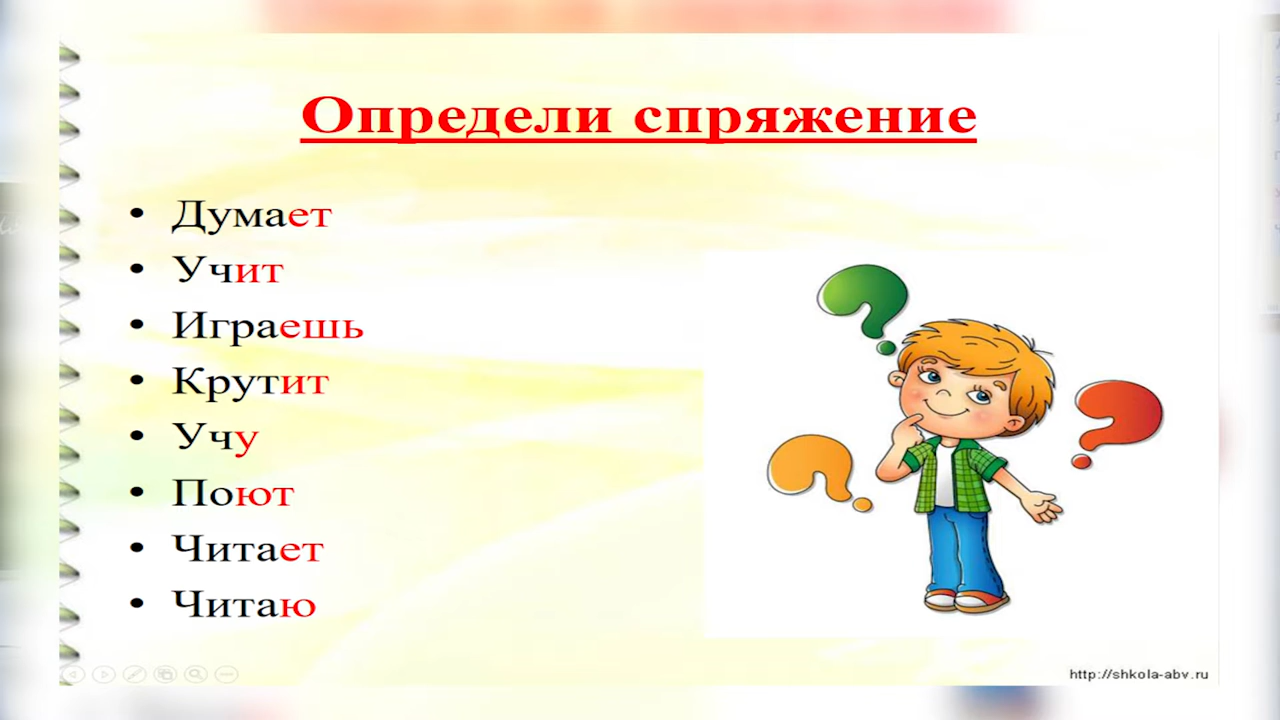 Определи спряжение
• Думает
• Учит
• Играешь
• Крутит
• Учу
• Поют
• Читает
• Читаю
http://shkola-abv.ru